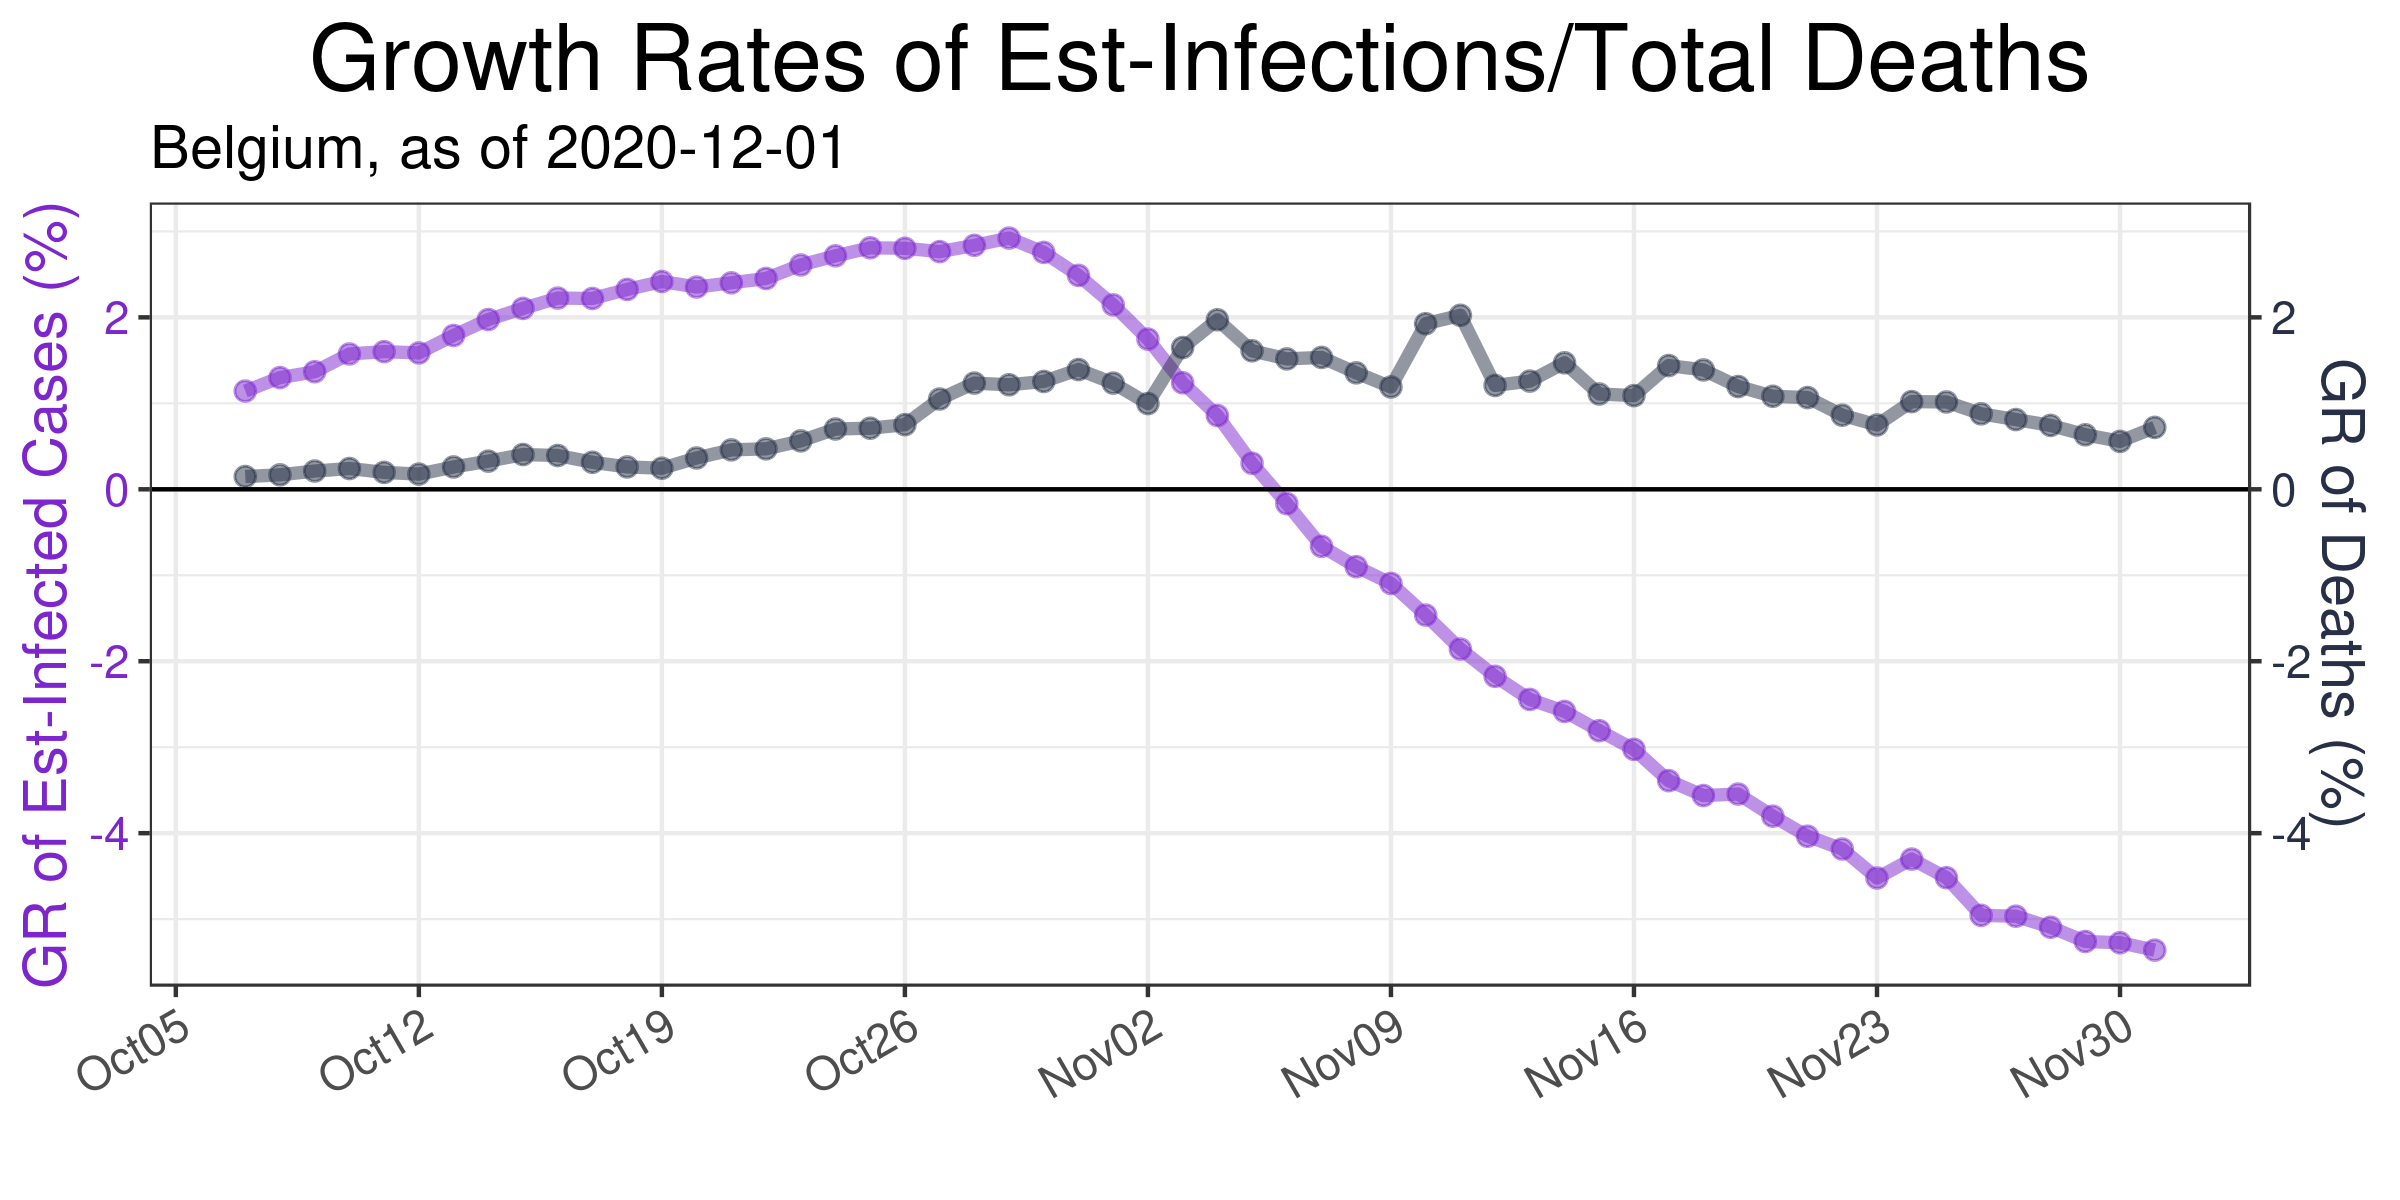 Growth Rates of Est-Infections/Total Deaths
Belgium, as of 2020-12-01
GR of Est-Infected Cases (%)
2
0
-2
-4
2
0
-2
-4
GR of Deaths (%)
Oct05
Oct12
Oct19
Oct26
Nov02
Nov09
Nov16
Nov23
Nov30